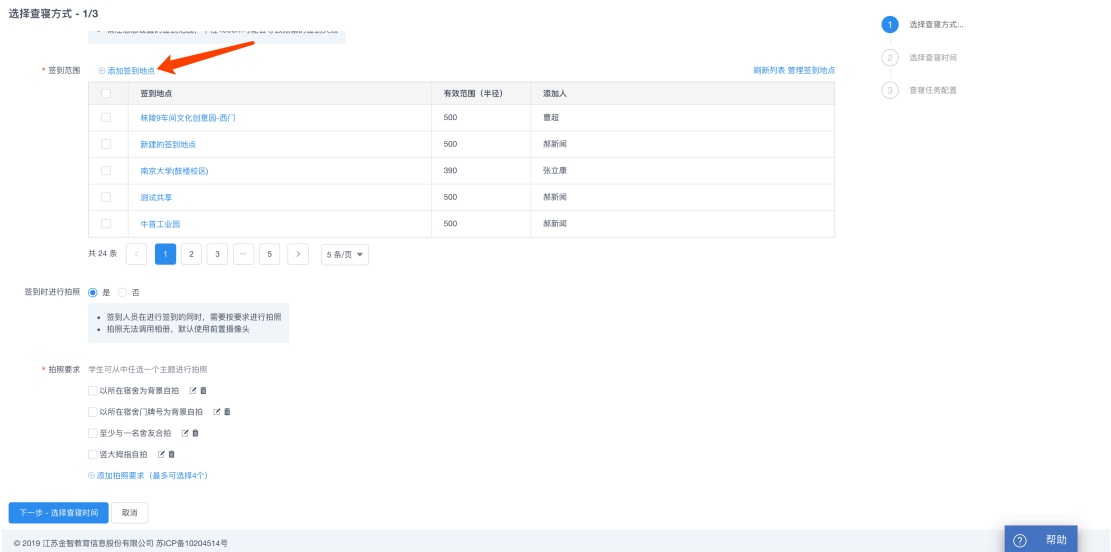 选择查寝方式 - 1/3
1 选择查寝方式...
* 签到范围 添加签到地点 刷新列表 管理签到地点
2 选择查寝时间
签到地点 有效范围（半径） 添加人
3 查寝任务配置
秣陵9车间文化创意园-西门 500 曹超
新建的签到地点 500 郝新闻
南京大学(鼓楼校区) 390 张立康
测试共享 500 郝新闻
牛首工业园 500 郝新闻
共 24 条 < 1 2 3 ··· 5 > 5 条/页
签到时进行拍照 是 否
• 签到人员在进行签到的同时，需要按要求进行拍照
• 拍照无法调用相册，默认使用前置摄像头
* 拍照要求 学生可从中任选一个主题进行拍照
以所在宿舍为背景自拍
以所在宿舍门牌号为背景自拍
至少与一名舍友合拍
竖大拇指自拍
添加拍照要求（最多可选择4个）
下一步 - 选择查寝时间 取消
© 2019 江苏金智教育信息股份有限公司 苏ICP备10204514号
? 帮助